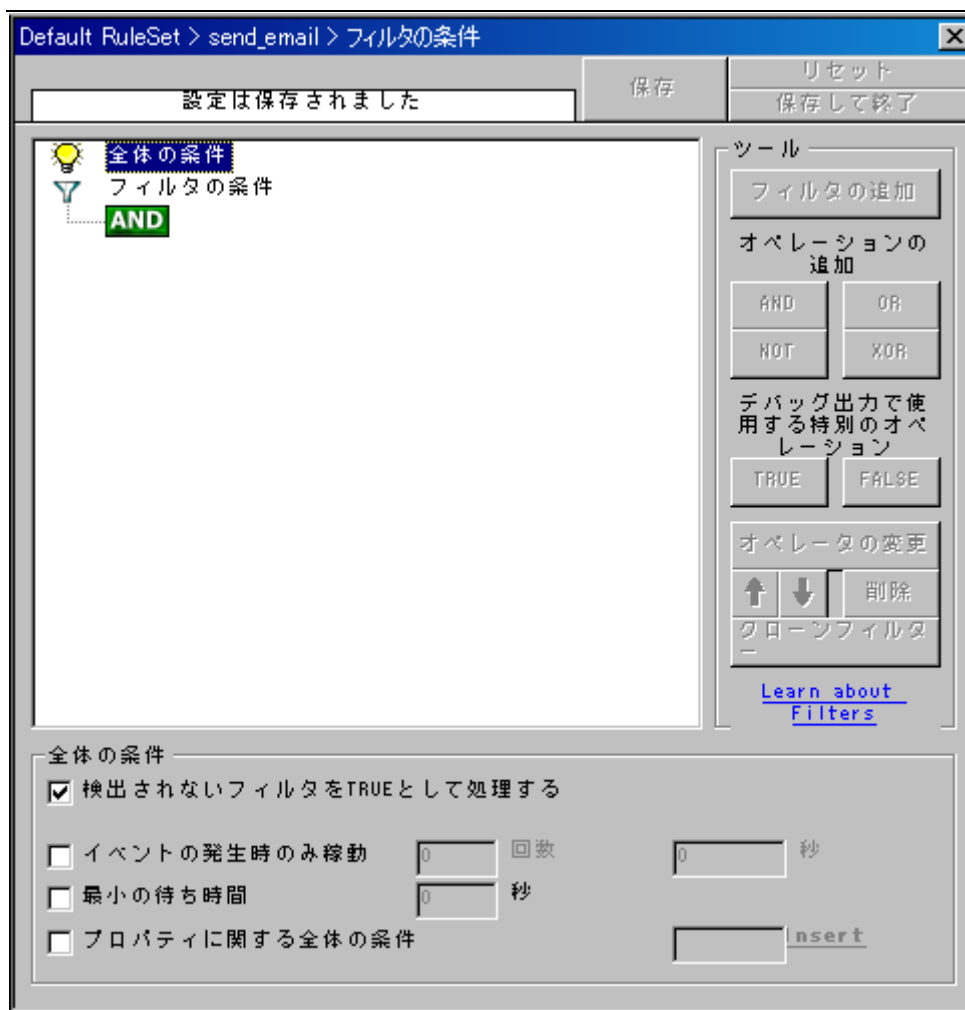 Default RuleSet > send_email > フィルタの条件
設定は保存されました
保存
リセット
保存して終了
全体の条件
フィルタの条件
AND
ツール
フィルタの追加
オペレーションの
追加
AND
OR
NOT
XOR
デバッグ出力で使
用する特別のオペ
レーション
TRUE
FALSE
オペレータの変更
削除
クローンフィルタ
ー
Learn about
Filters
全体の条件
検出されないフィルタをTRUEとして処理する
イベントの発生時のみ稼動 0 回数 0 秒
最小の待ち時間 0 秒
プロパティに関する全体の条件 Insert